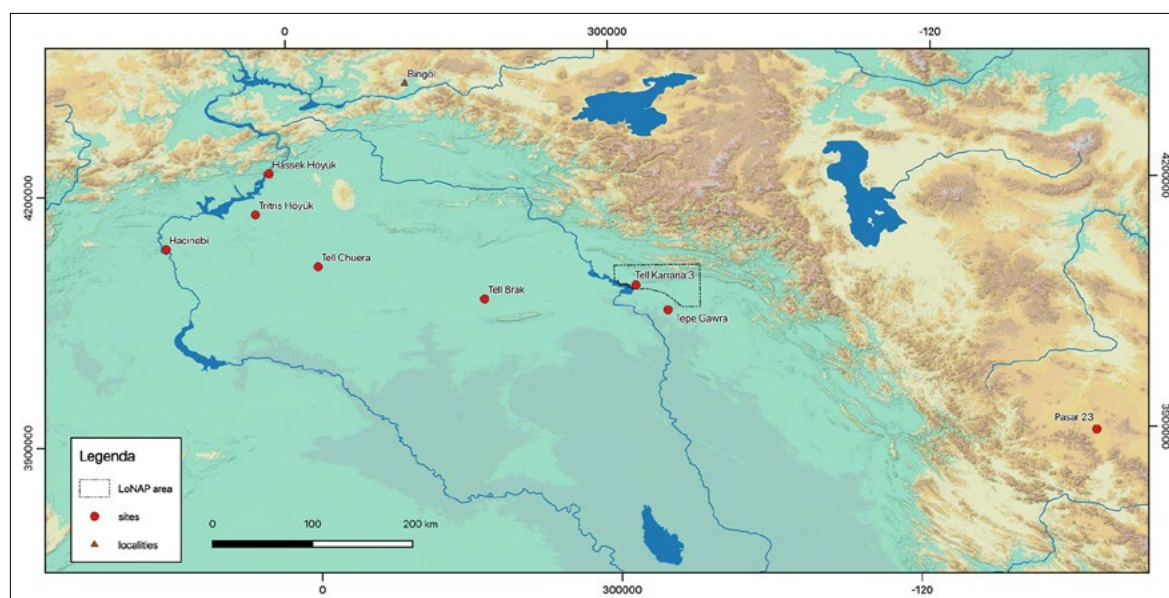 0 300000 -120
Bingöl
Hassek Höyük
4200000 4200000
Tritris Höyük
Hacinebi
Tell Chuera
Tell Karrana 3
Tell Brak
Tepe Gawra
Pasar 23
3900000 3900000
Legenda
LoNAP area
sites
localities
0 100 200 km
0 300000 -120